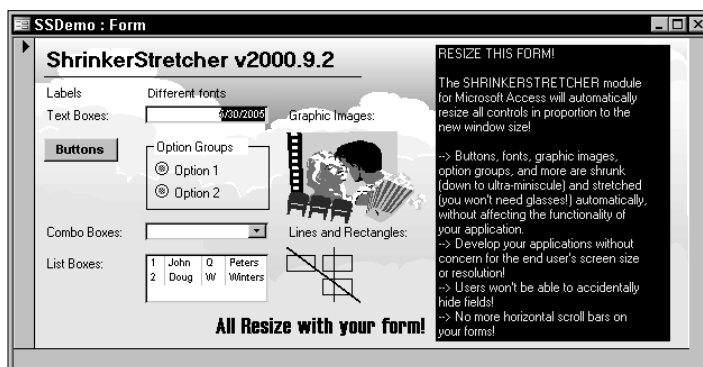 SSDemo : Form
ShrinkerStretcher v2000.9.2
Labels
Different fonts
Text Boxes:
6/30/2005
Graphic Images:
Buttons
Option Groups
Option 1
Option 2
Combo Boxes:
Lines and Rectangles:
List Boxes:
1 John Q Peters
2 Doug W Winters
All Resize with your form!
RESIZE THIS FORM!
The SHRINKERSTRETCHER module
for Microsoft Access will automatically
resize all controls in proportion to the
new window size!
--> Buttons, fonts, graphic images,
option groups, and more are shrunk
(down to ultra-miniscule) and stretched
(you won't need glasses!) automatically,
without affecting the functionality of
your application.
--> Develop your applications without
concern for the end user's screen size
or resolution!
--> Users won't be able to accidentally
hide fields!
--> No more horizontal scroll bars on
your forms!